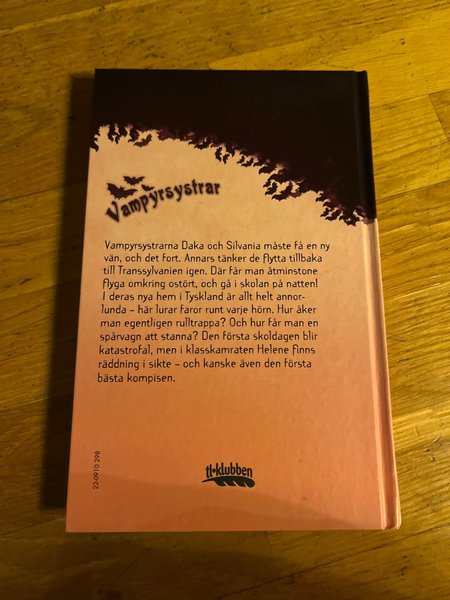 Vampyrsystrar
Vampyrsystrarna Daka och Silvania måste få en ny
vän, och det fort. Annars tänker de flytta tillbaka
till Transsylvanien igen. Där får man åtminstone
flyga omkring ostört, och gå i skolan på natten!
I deras nya hem i Tyskland är allt helt annor-
lunda – här lurar faror runt varje hörn. Hur åker
man egentligen rulltrappa? Och hur får man en
spårvagn att stanna? Den första skoldagen blir
katastrofal, men i klasskamraten Helene finns
räddning i sikte – och kanske även den första
bästa kompisen.
22-0910 298
tl•klubben